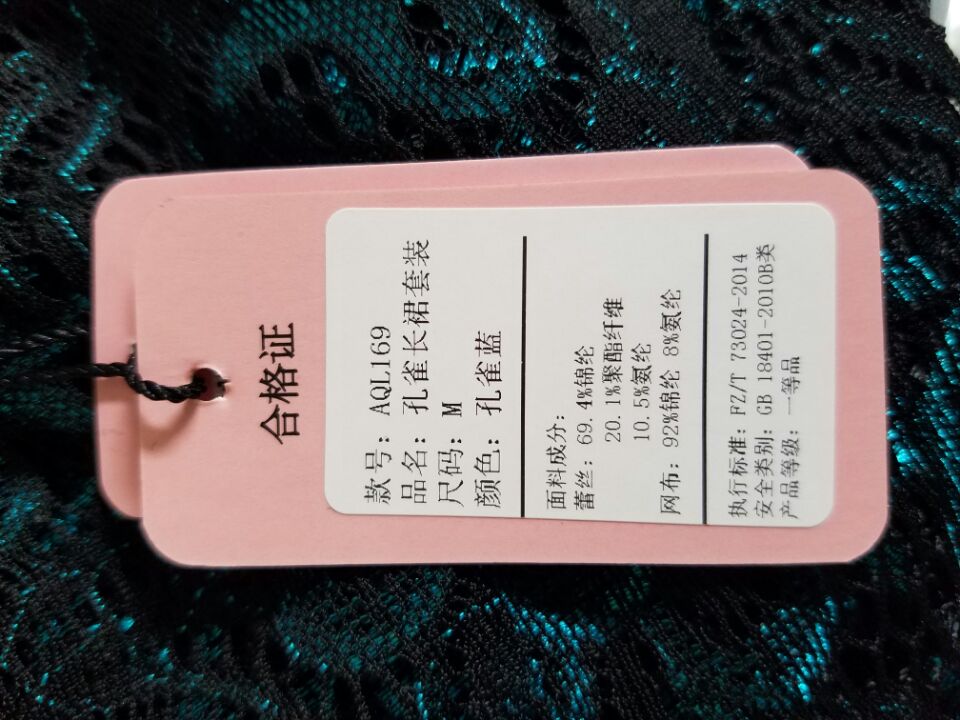 合格证
款号：AQL169
品名：孔雀长裙套装
尺码：M
颜色：孔雀蓝
面料成分：
蕾丝：69.4%锦纶
20.1%聚酯纤维
10.5%氨纶
网布：92%锦纶 8%氨纶
执行标准：FZ/T 73024-2014
安全类别：GB 18401-2010B类
产品等级：一等品